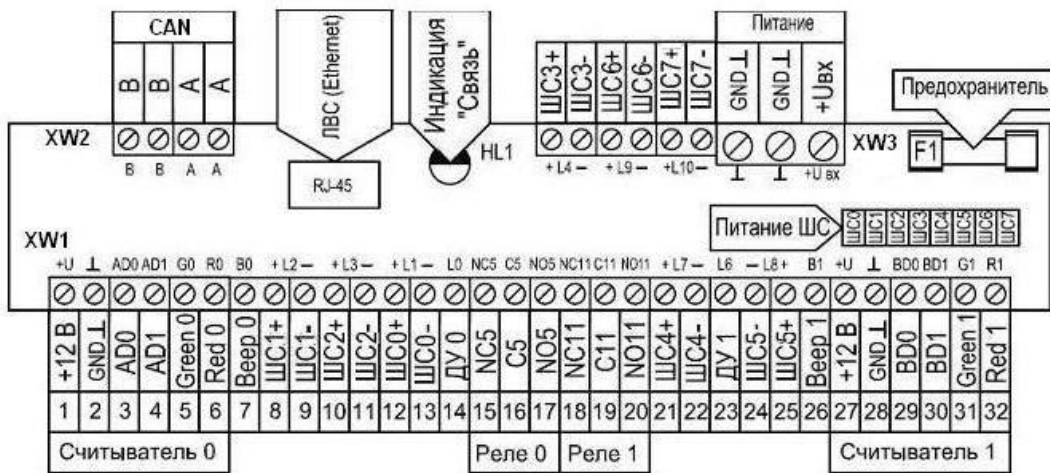 CAN
Питание
B B A A
ЛВС (Ethernet)
Индикация "Связь"
ШС3+ ШС3- ШС6+ ШС6- ШС7+ ШС7-
GND⊥ GND⊥ +Uвх
Предохранитель
XW2
HL1
XW3
F1
B B A A
RJ-45
+ L4 – + L9 – +L10– ⊥ ⊥ +U вх
Питание ШС
ШС0 ШС1 ШС2 ШС3 ШС4 ШС5 ШС6 ШС7
XW1
+U ⊥ AD0 AD1 G0 R0 B0 + L2 – + L3 – + L1 – L0 NC5 C5 NO5 NC11 C11 NO11 + L7 – L6 – L8 + B1 +U ⊥ BD0 BD1 G1 R1
+12 В GND⊥ AD0 AD1 Green 0 Red 0 Beep 0 ШС1+ ШС1- ШС2+ ШС2- ШС0+ ШС0- ДУ 0 NC5 C5 NO5 NC11 C11 NO11 ШС4+ ШС4- ДУ 1 ШС5- ШС5+ Beep 1 +12 В GND⊥ BD0 BD1 Green 1 Red 1
1 2 3 4 5 6 7 8 9 10 11 12 13 14 15 16 17 18 19 20 21 22 23 24 25 26 27 28 29 30 31 32
Считыватель 0 Реле 0 Реле 1 Считыватель 1